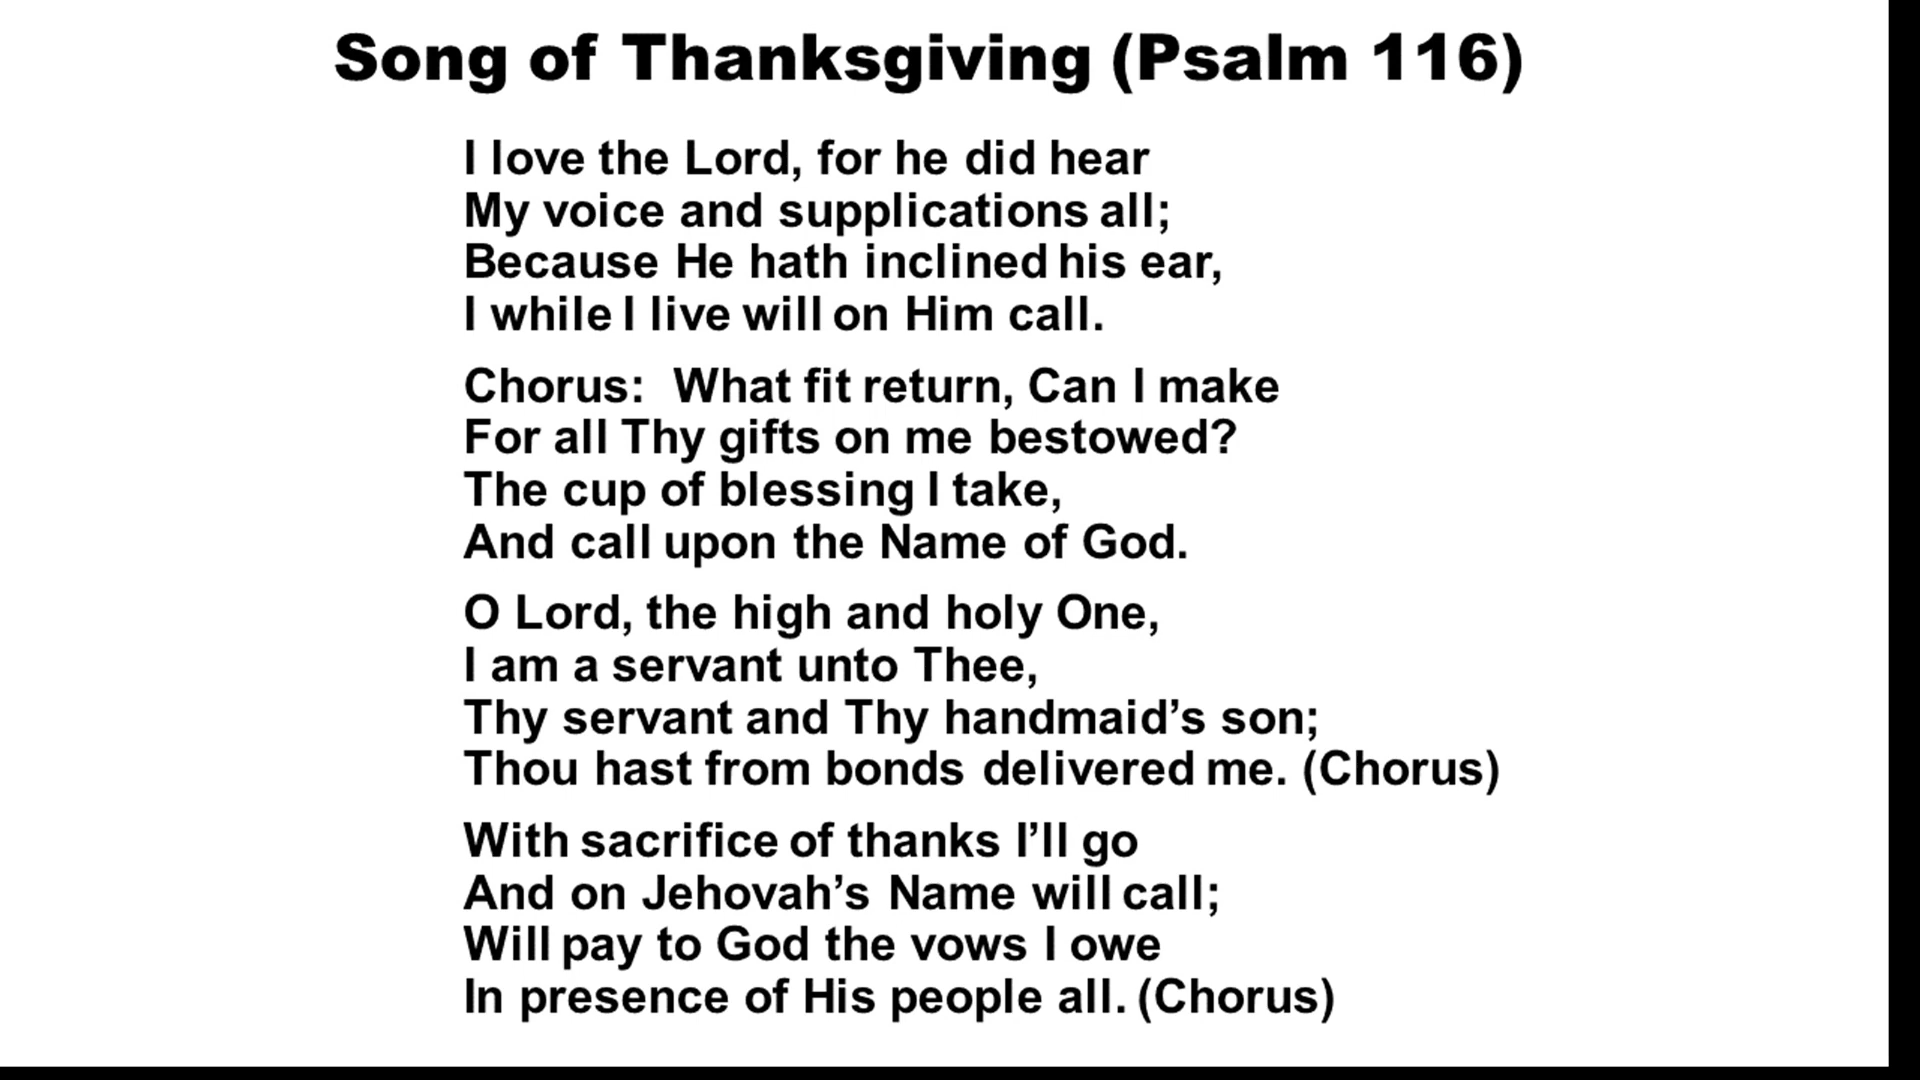 Song of Thanksgiving (Psalm 116)
I love the Lord, for he did hear
My voice and supplications all;
Because He hath inclined his ear,
I while I live will on Him call.
Chorus:  What fit return, Can I make
For all Thy gifts on me bestowed?
The cup of blessing I take,
And call upon the Name of God.
O Lord, the high and holy One,
I am a servant unto Thee,
Thy servant and Thy handmaid’s son;
Thou hast from bonds delivered me. (Chorus)
With sacrifice of thanks I’ll go
And on Jehovah’s Name will call;
Will pay to God the vows I owe
In presence of His people all. (Chorus)